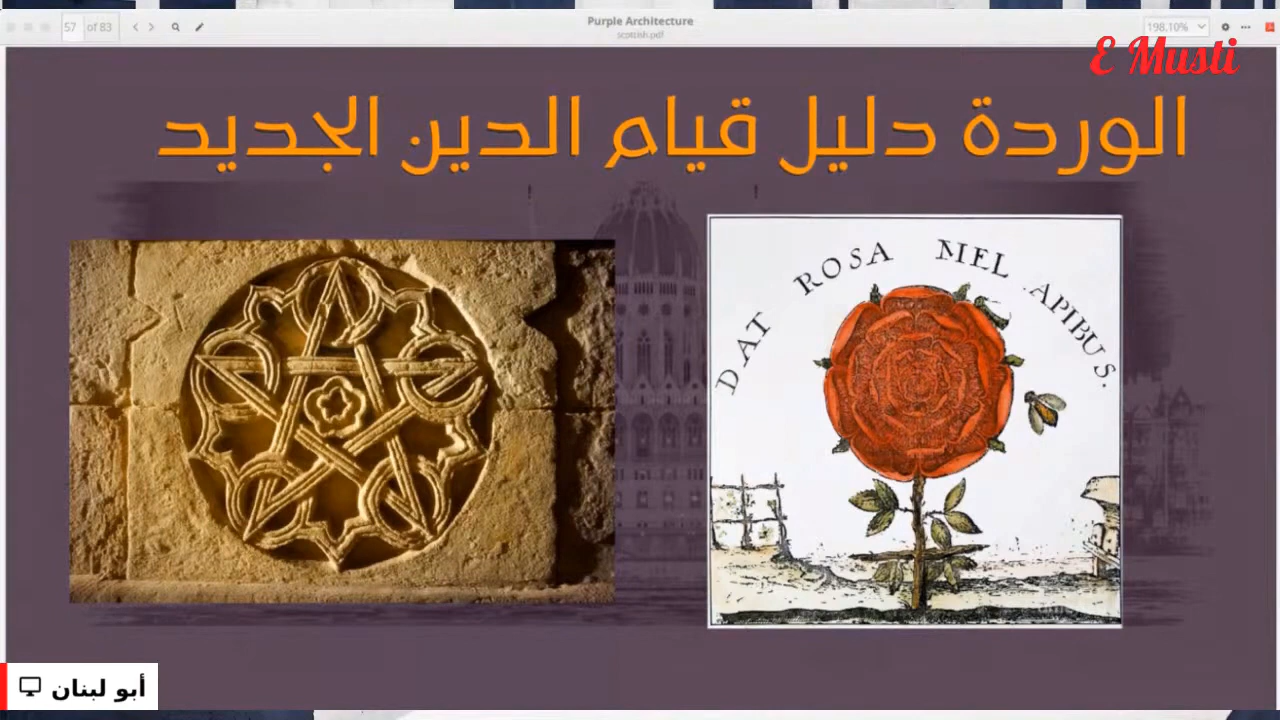 57 of 83
Purple Architecture
scottish.pdf
198,10%
E Musti
الوردة دليل قيام الدين الجديد
DAT ROSA MEL APIBUS.
أبو لبنان